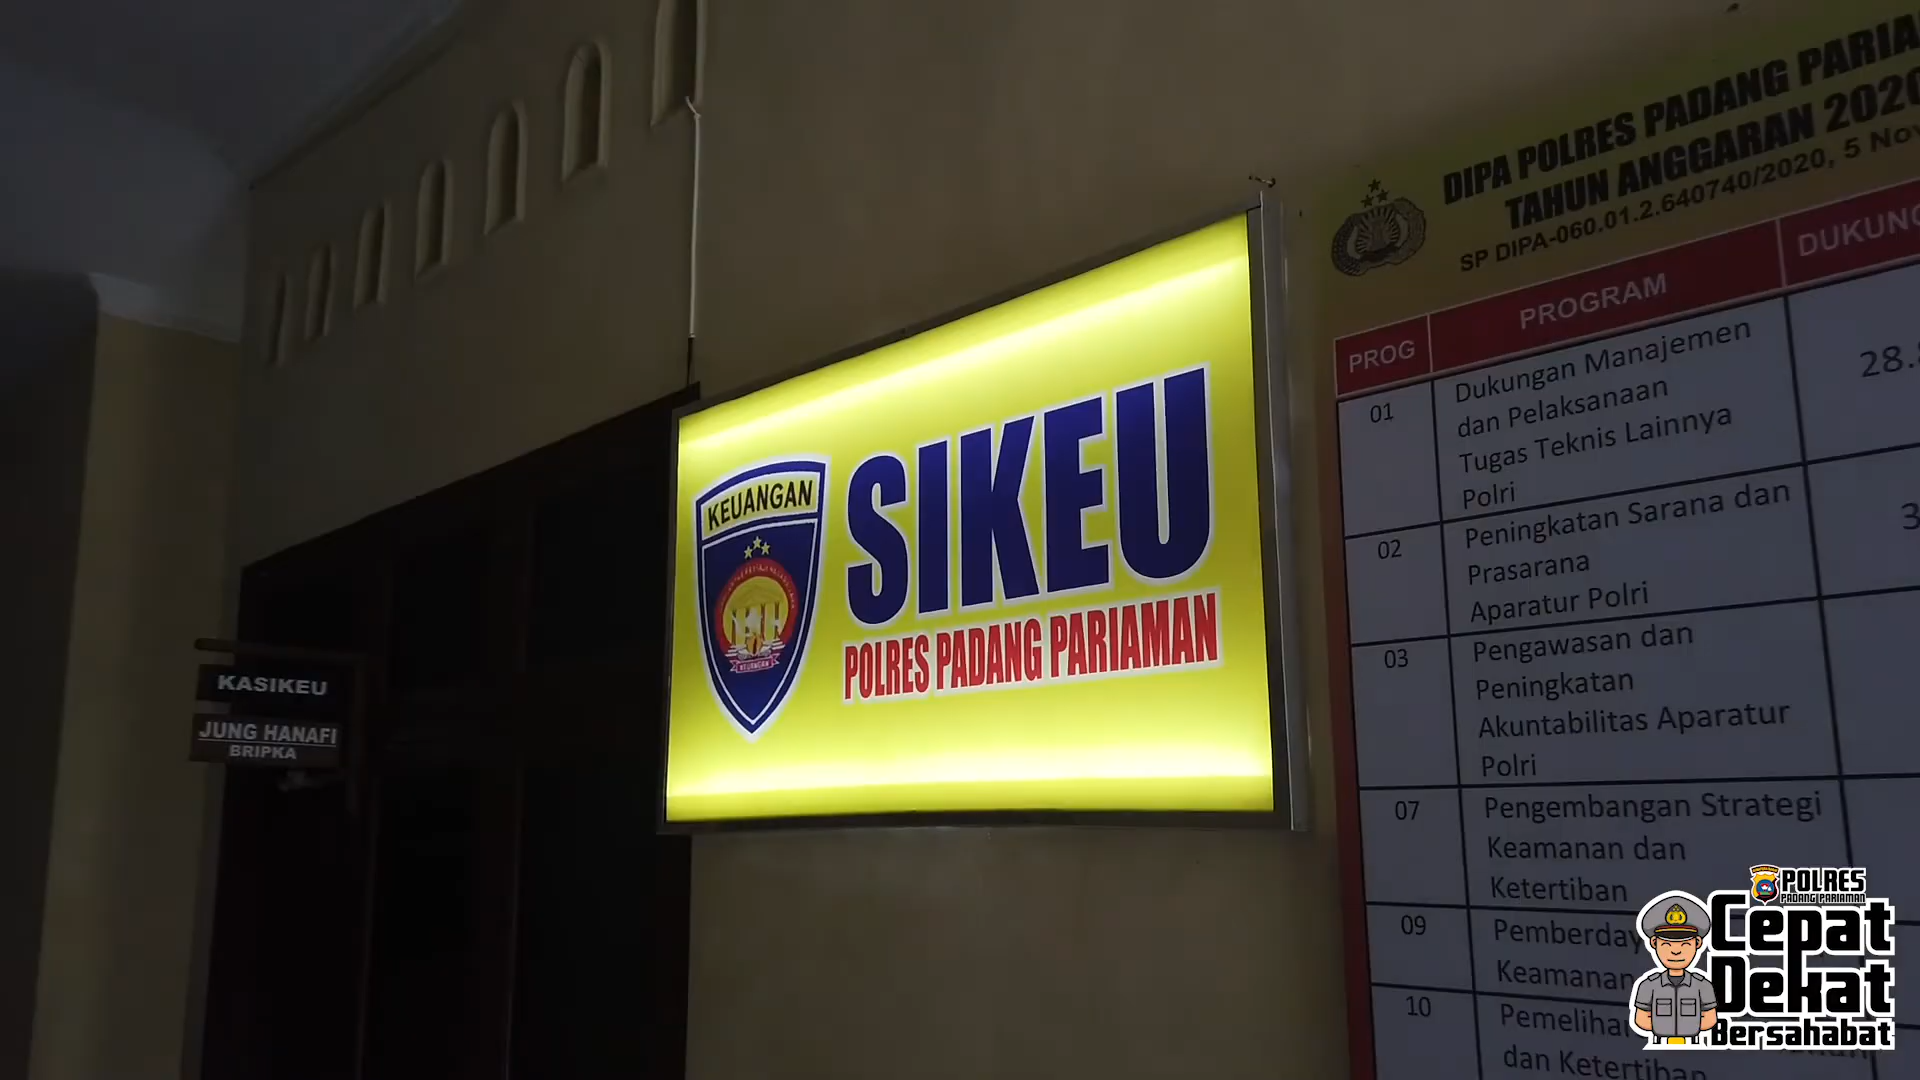 KASIKEU
JUNG HANAFI
BRIPKA
KEUANGAN
KEUANGAN
SIKEU
POLRES PADANG PARIAMAN
DIPA POLRES PADANG PARIA
TAHUN ANGGARAN 2020
SP DIPA-060.01.2.640740/2020, 5 Nov
PROG
PROGRAM
DUKUNG
01
Dukungan Manajemen
dan Pelaksanaan
Tugas Teknis Lainnya
Polri
28.
02
Peningkatan Sarana dan
Prasarana
Aparatur Polri
3
03
Pengawasan dan
Peningkatan
Akuntabilitas Aparatur
Polri
07
Pengembangan Strategi
Keamanan dan
Ketertiban
09
Pemberday
Keamanan
10
Pemelihar
dan Ketertiban
POLRES
PADANG PARIAMAN
Cepat
Dekat
Bersahabat